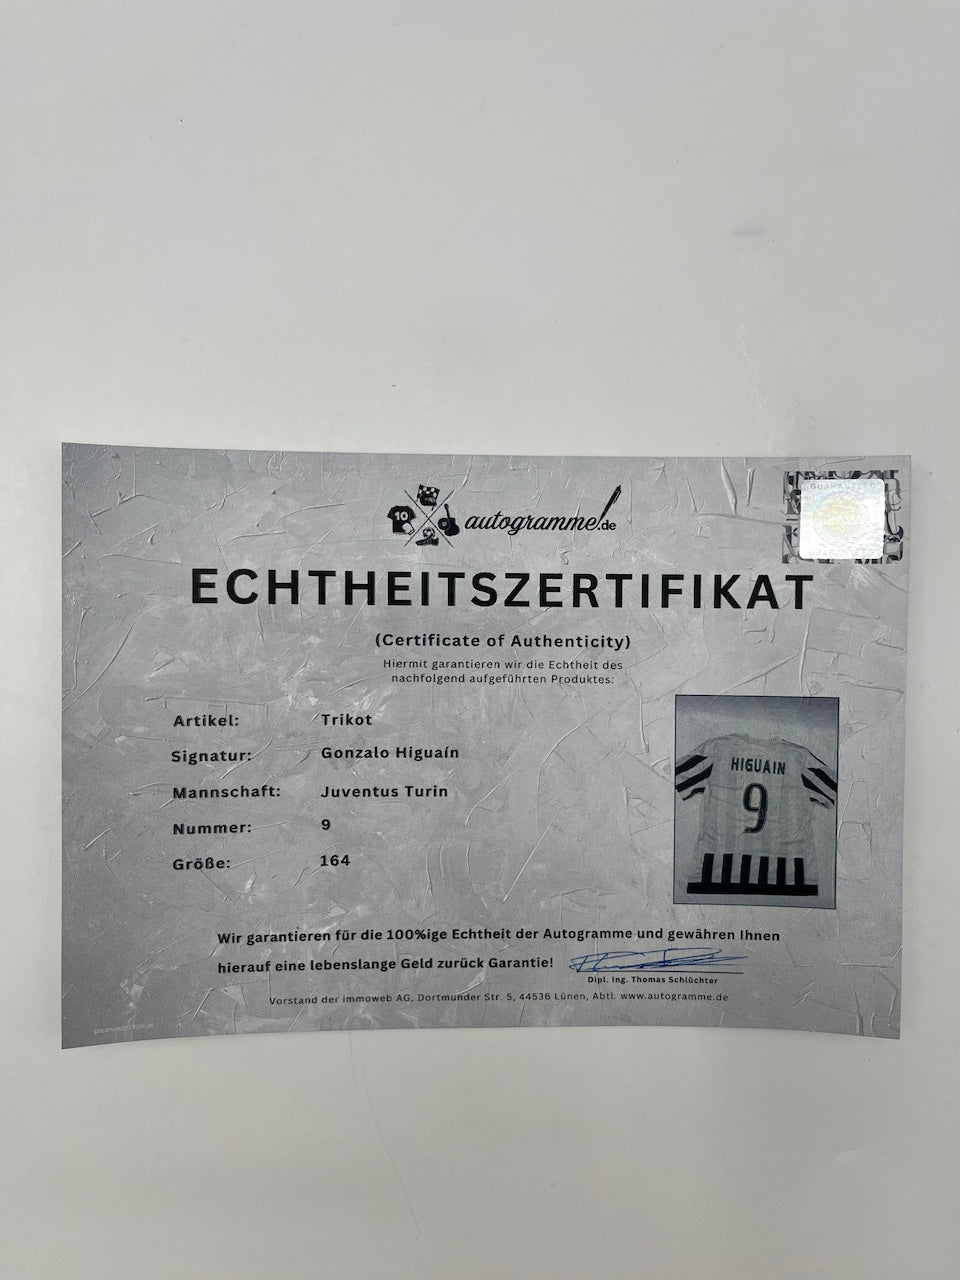 10
autogramme!.de
GUARANTEED
ECHTHEITSZERTIFIKAT
(Certificate of Authenticity)
Hiermit garantieren wir die Echtheit des
nachfolgend aufgeführten Produktes:
Artikel: Trikot
Signatur: Gonzalo Higuaín
Mannschaft: Juventus Turin
Nummer: 9
Größe: 164
HIGUAIN
9
Wir garantieren für die 100%ige Echtheit der Autogramme und gewähren Ihnen
hierauf eine lebenslange Geld zurück Garantie!
Dipl. Ing. Thomas Schlüchter
Vorstand der immoweb AG, Dortmunder Str. 5, 44536 Lünen, Abtl. www.autogramme.de